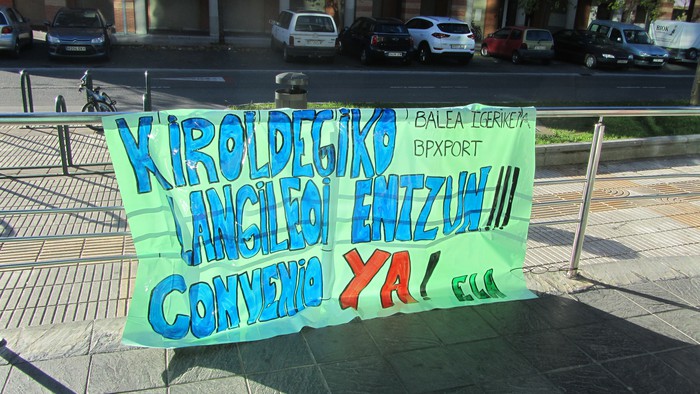 KIROLDEGIKO
BALEA IGERIKETA
BPXPORT
LANGILEOI ENTZUN!!!
CONVENIO YA! ELA